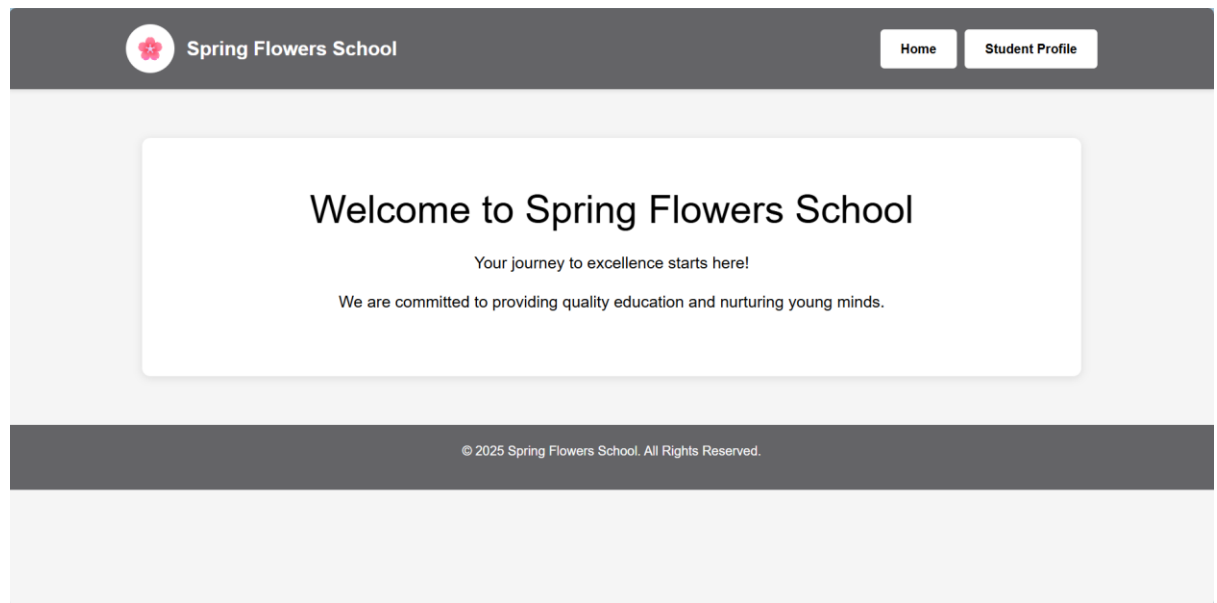 Spring Flowers School
Home
Student Profile
Welcome to Spring Flowers School
Your journey to excellence starts here!
We are committed to providing quality education and nurturing young minds.
© 2025 Spring Flowers School. All Rights Reserved.